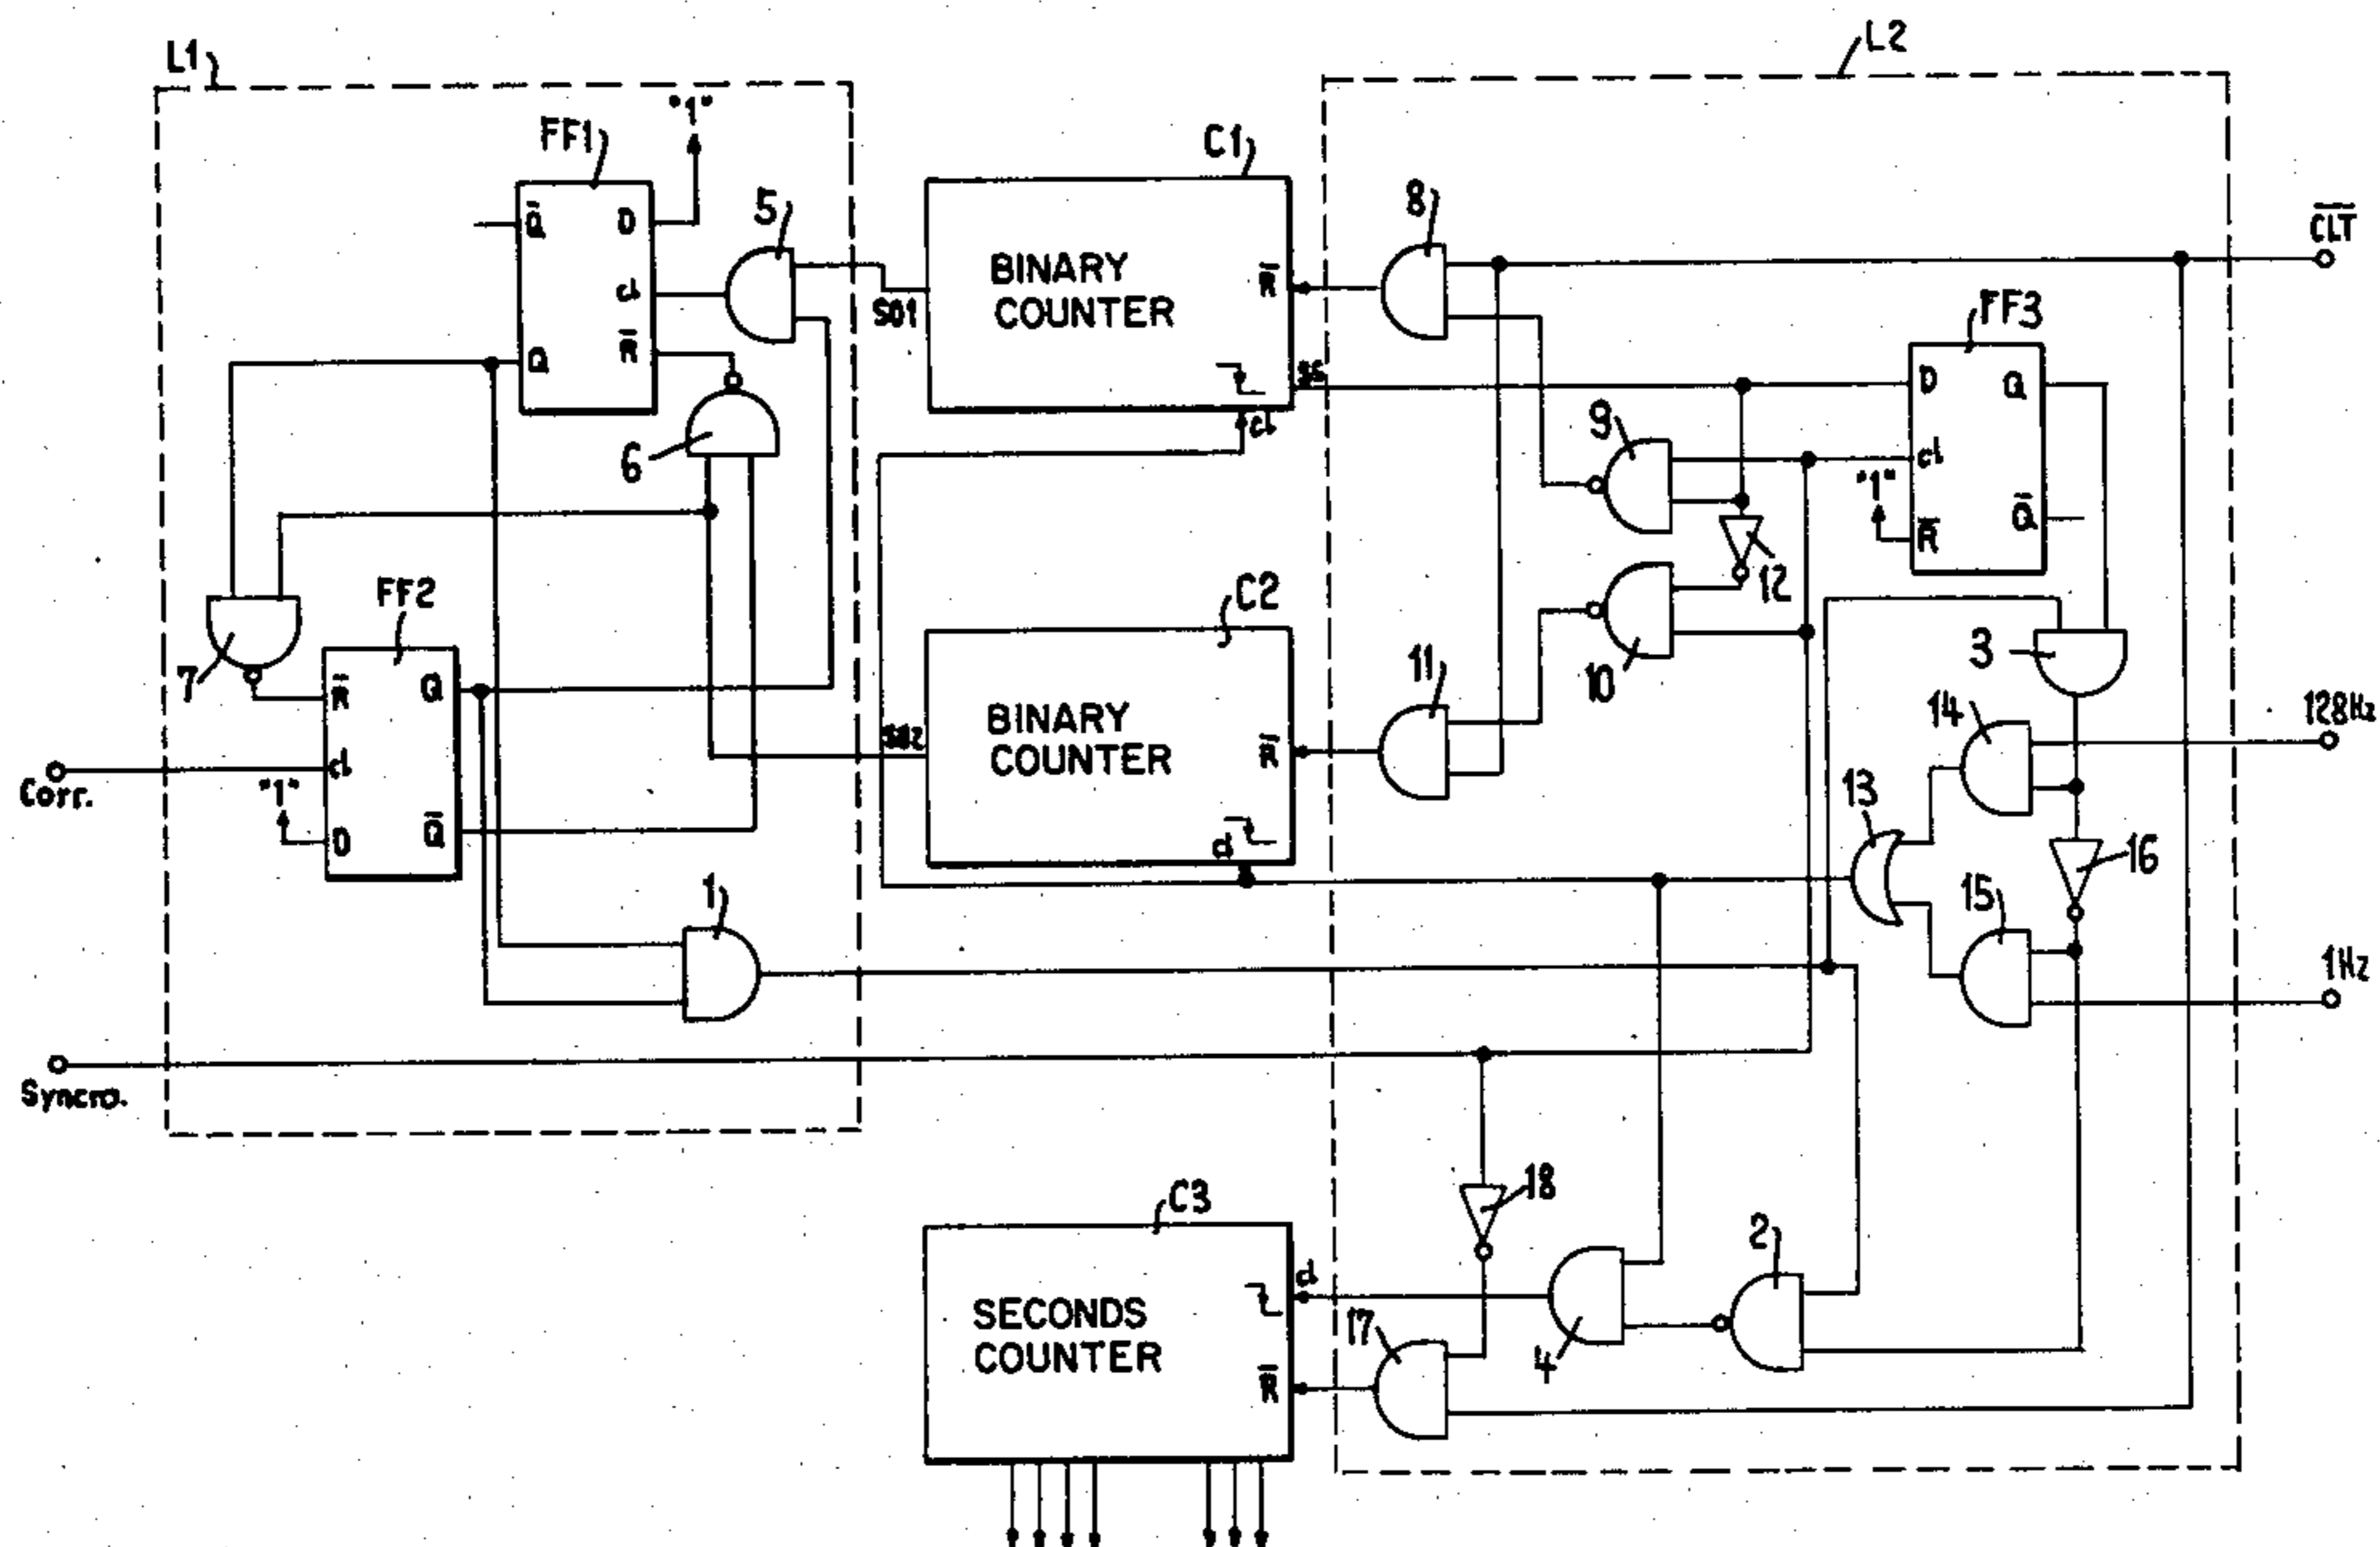 L1
L2
FF1
"1"
C1
5
8
CLT
Q̅
D
cl
R̅
Q
S01
BINARY
COUNTER
R̅
cl
FF3
D
Q
cl
"1"
R̅
Q̅
6
9
12
10
7
FF2
R̅
Q
cl
"1"
D
Q̅
Corr.
C2
BINARY
COUNTER
R̅
cl
11
3
14
128Hz
13
16
15
1Hz
1
Syncro.
18
C3
SECONDS
COUNTER
cl
R̅
17
4
2